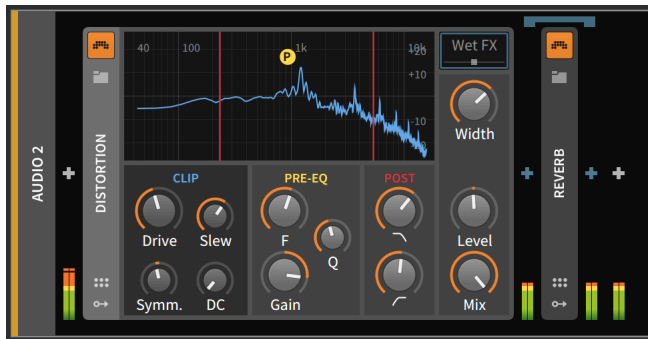 AUDIO 2
DISTORTION
40
100
1k
10k
+20
+10
-10
P
Wet FX
Width
CLIP
PRE-EQ
POST
Drive
Slew
F
Q
Level
Symm.
DC
Gain
Mix
REVERB